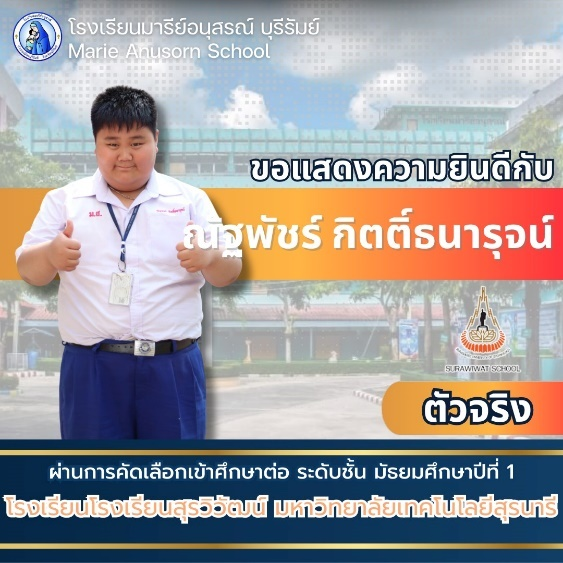 โรงเรียนมารีย์อนุสรณ์ บุรีรัมย์
Marie Anusorn School
ขอแสดงความยินดีกับ
ณัฐพัชร์ กิตติ์ธนารุจน์
ม.อ.
SURAWIWAT SCHOOL
ตัวจริง
ผ่านการคัดเลือกเข้าศึกษาต่อ ระดับชั้น มัธยมศึกษาปีที่ 1
โรงเรียนโรงเรียนสุรวิวัฒน์ มหาวิทยาลัยเทคโนโลยีสุรนารี